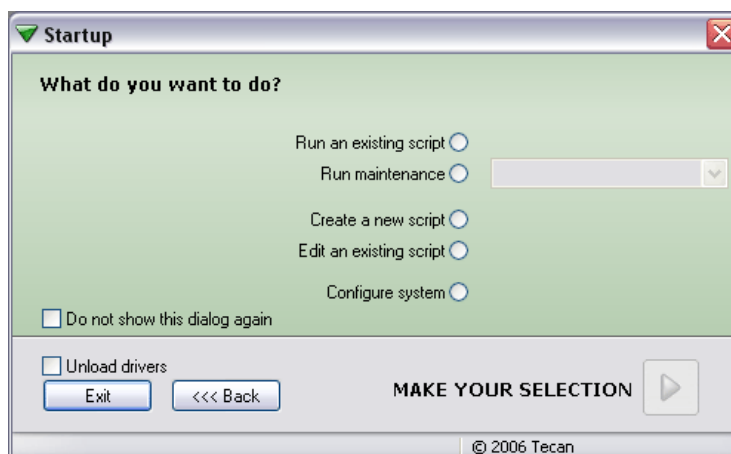 Startup
What do you want to do?
Run an existing script
Run maintenance
Create a new script
Edit an existing script
Configure system
Do not show this dialog again
Unload drivers
Exit
<<< Back
MAKE YOUR SELECTION
© 2006 Tecan